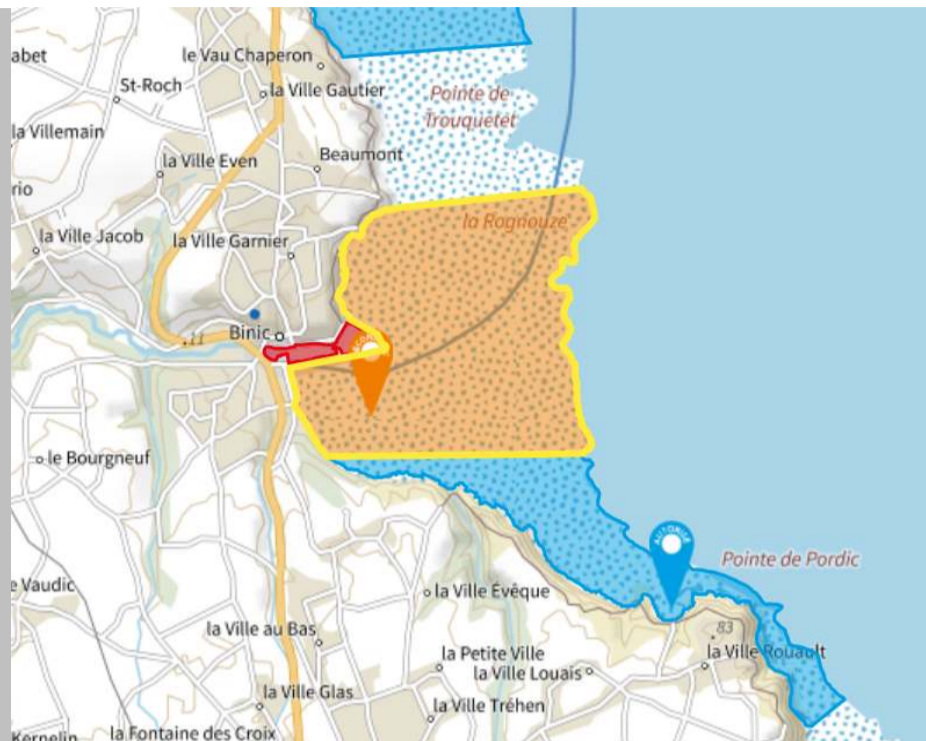 abet
le Vau Chaperon
St-Roch
la Ville Gautier
Pointe de
Trouquetet
la Villemain
Beaumont
la Ville Even
rio
la Rognouze
la Ville Jacob
la Ville Garnier
Binic
11
le Bourgneuf
AUTORISÉ
Pointe de Pordic
e Vaudic
la Ville Évêque
la Ville au Bas
83
la Petite Ville
la Ville Rouault
la Ville Louais
la Ville Glas
la Ville Tréhen
Kernelin
la Fontaine des Croix